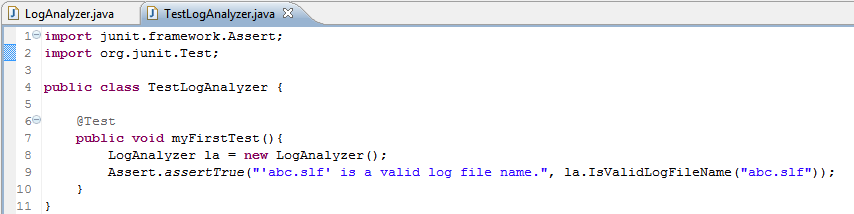 LogAnalyzer.java TestLogAnalyzer.java
1 import junit.framework.Assert;
2 import org.junit.Test;
3
4 public class TestLogAnalyzer {
5
6     @Test
7     public void myFirstTest(){
8         LogAnalyzer la = new LogAnalyzer();
9         Assert.assertTrue("'abc.slf' is a valid log file name.", la.IsValidLogFileName("abc.slf"));
10     }
11 }